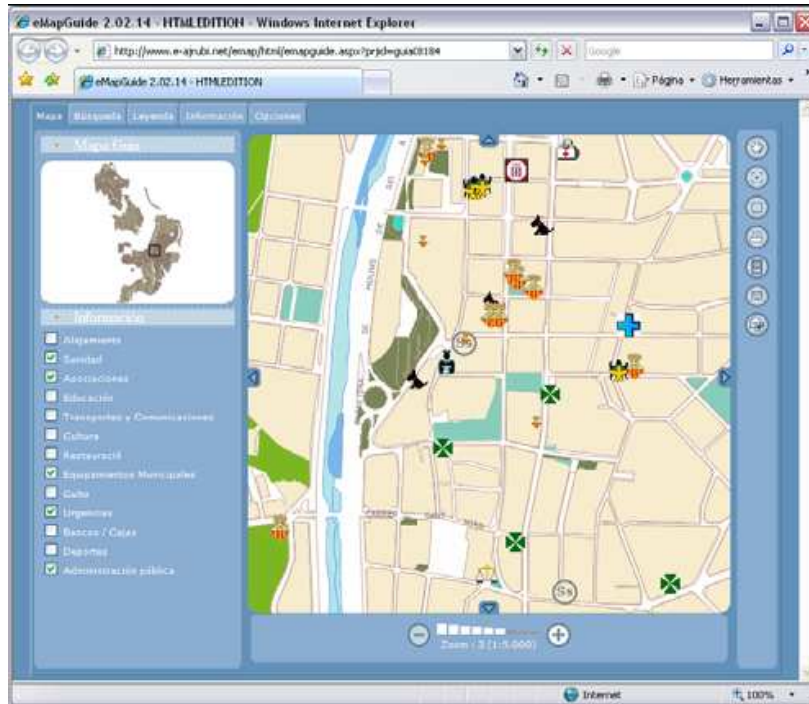 eMapGuide 2.02.14 - HTMLEDITION - Windows Internet Explorer
http://www.e-ajrubi.net/emap/html/emapguide.aspx?prjid=guia08184
Google
eMapGuide 2.02.14 - HTMLEDITION
Página
Herramientas
Mapa Búsqueda Leyenda Información Opciones
Mapa Guía
Información
Alojamiento
Sanidad
Asociaciones
Educación
Transportes y Comunicaciones
Cultura
Restauració
Equipamientos Municipales
Culto
Urgencias
Bancos / Cajas
Deportes
Administración pública
Ss
Ss
Zoom - 3 (1:5.000)
Internet
100%